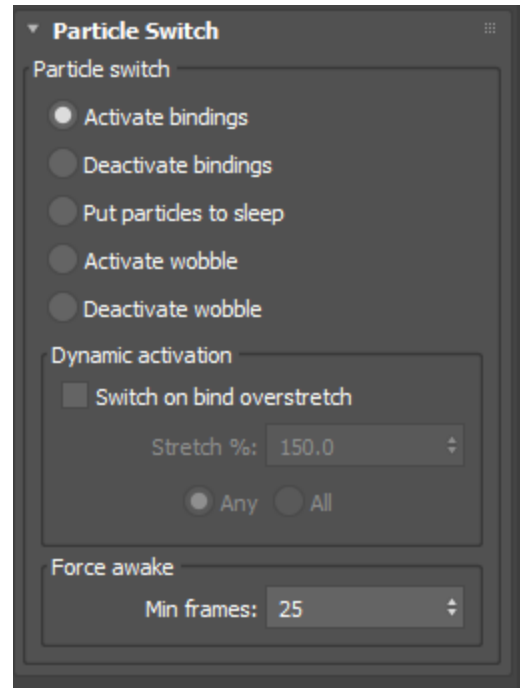 Particle Switch
Particle switch
Activate bindings
Deactivate bindings
Put particles to sleep
Activate wobble
Deactivate wobble
Dynamic activation
Switch on bind overstretch
Stretch %: 150.0
Any All
Force awake
Min frames: 25